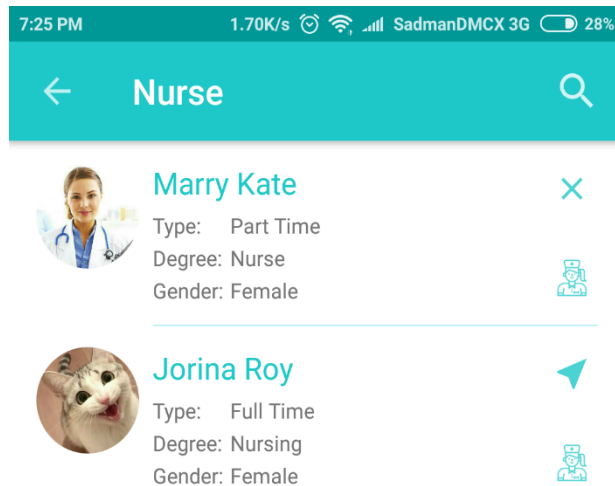 7:25 PM 1.70K/s SadmanDMCX 3G 28%
Nurse
Marry Kate
Type: Part Time
Degree: Nurse
Gender: Female
Jorina Roy
Type: Full Time
Degree: Nursing
Gender: Female